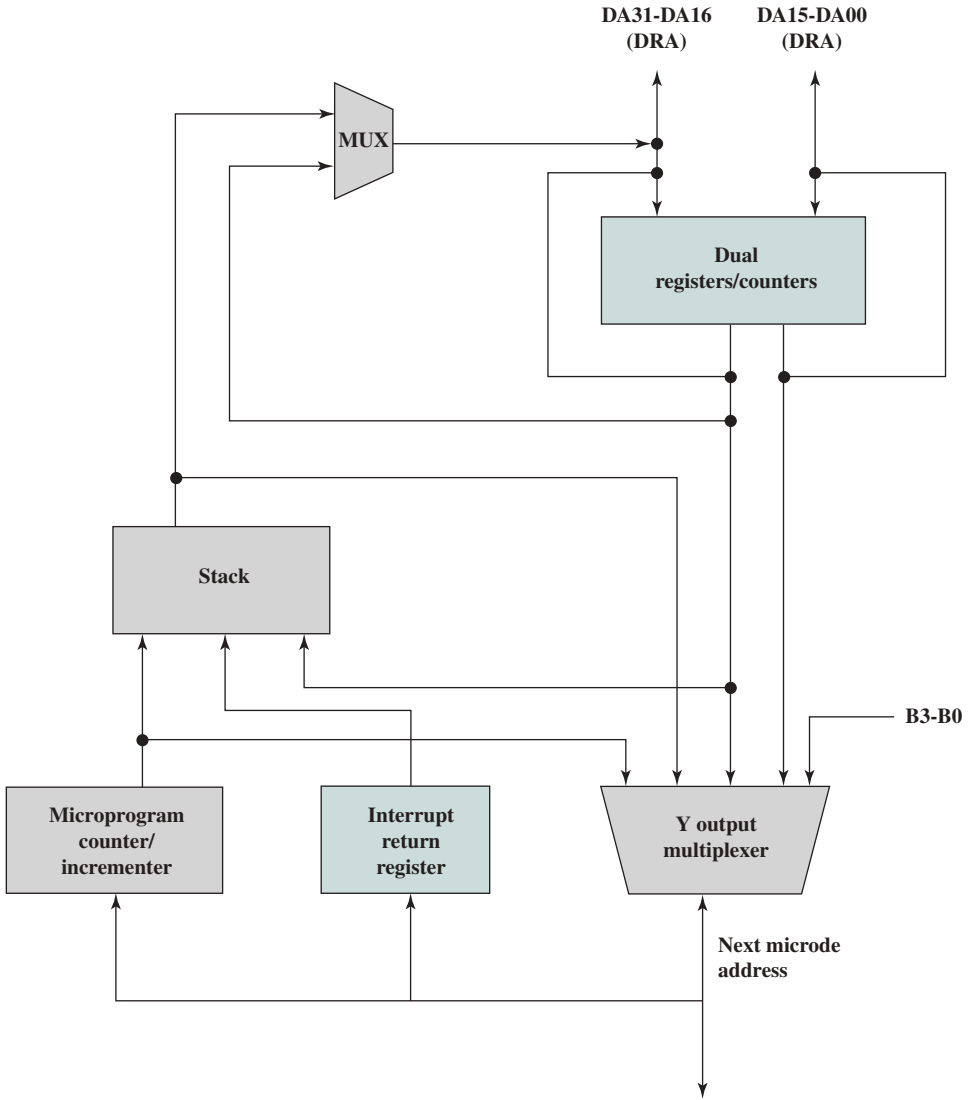 DA31-DA16
(DRA)
DA15-DA00
(DRA)
MUX
Dual
registers/counters
Stack
B3-B0
Microprogram
counter/
incrementer
Interrupt
return
register
Y output
multiplexer
Next microde
address